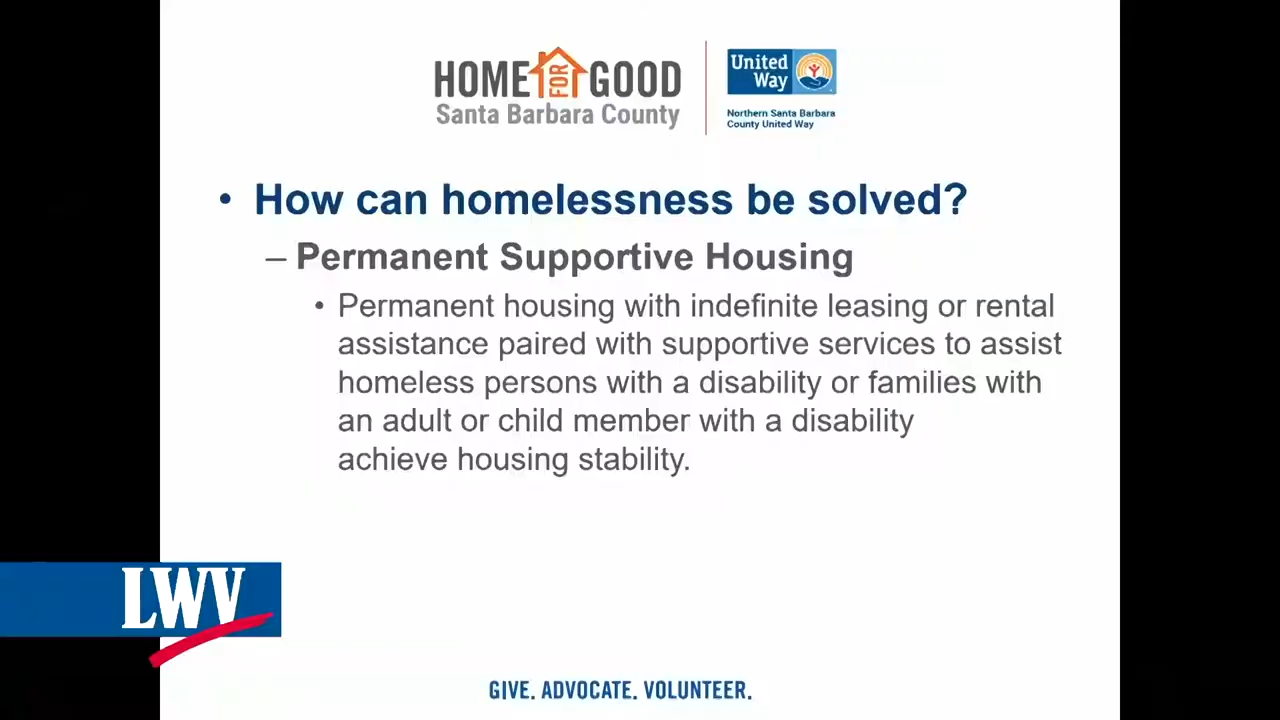 HOME FOR GOOD
Santa Barbara County
United
Way
Northern Santa Barbara
County United Way
• How can homelessness be solved?
– Permanent Supportive Housing
• Permanent housing with indefinite leasing or rental
assistance paired with supportive services to assist
homeless persons with a disability or families with
an adult or child member with a disability
achieve housing stability.
LWV
GIVE. ADVOCATE. VOLUNTEER.